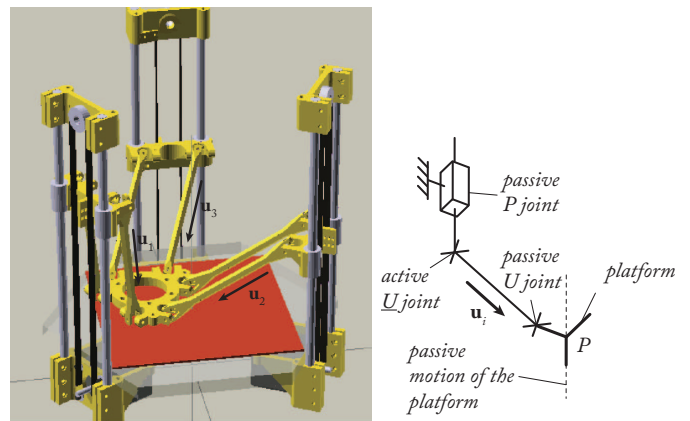 u₁
u₃
u₂
passive
P joint
active
U joint
passive
U joint
uᵢ
platform
P
passive
motion of the
platform